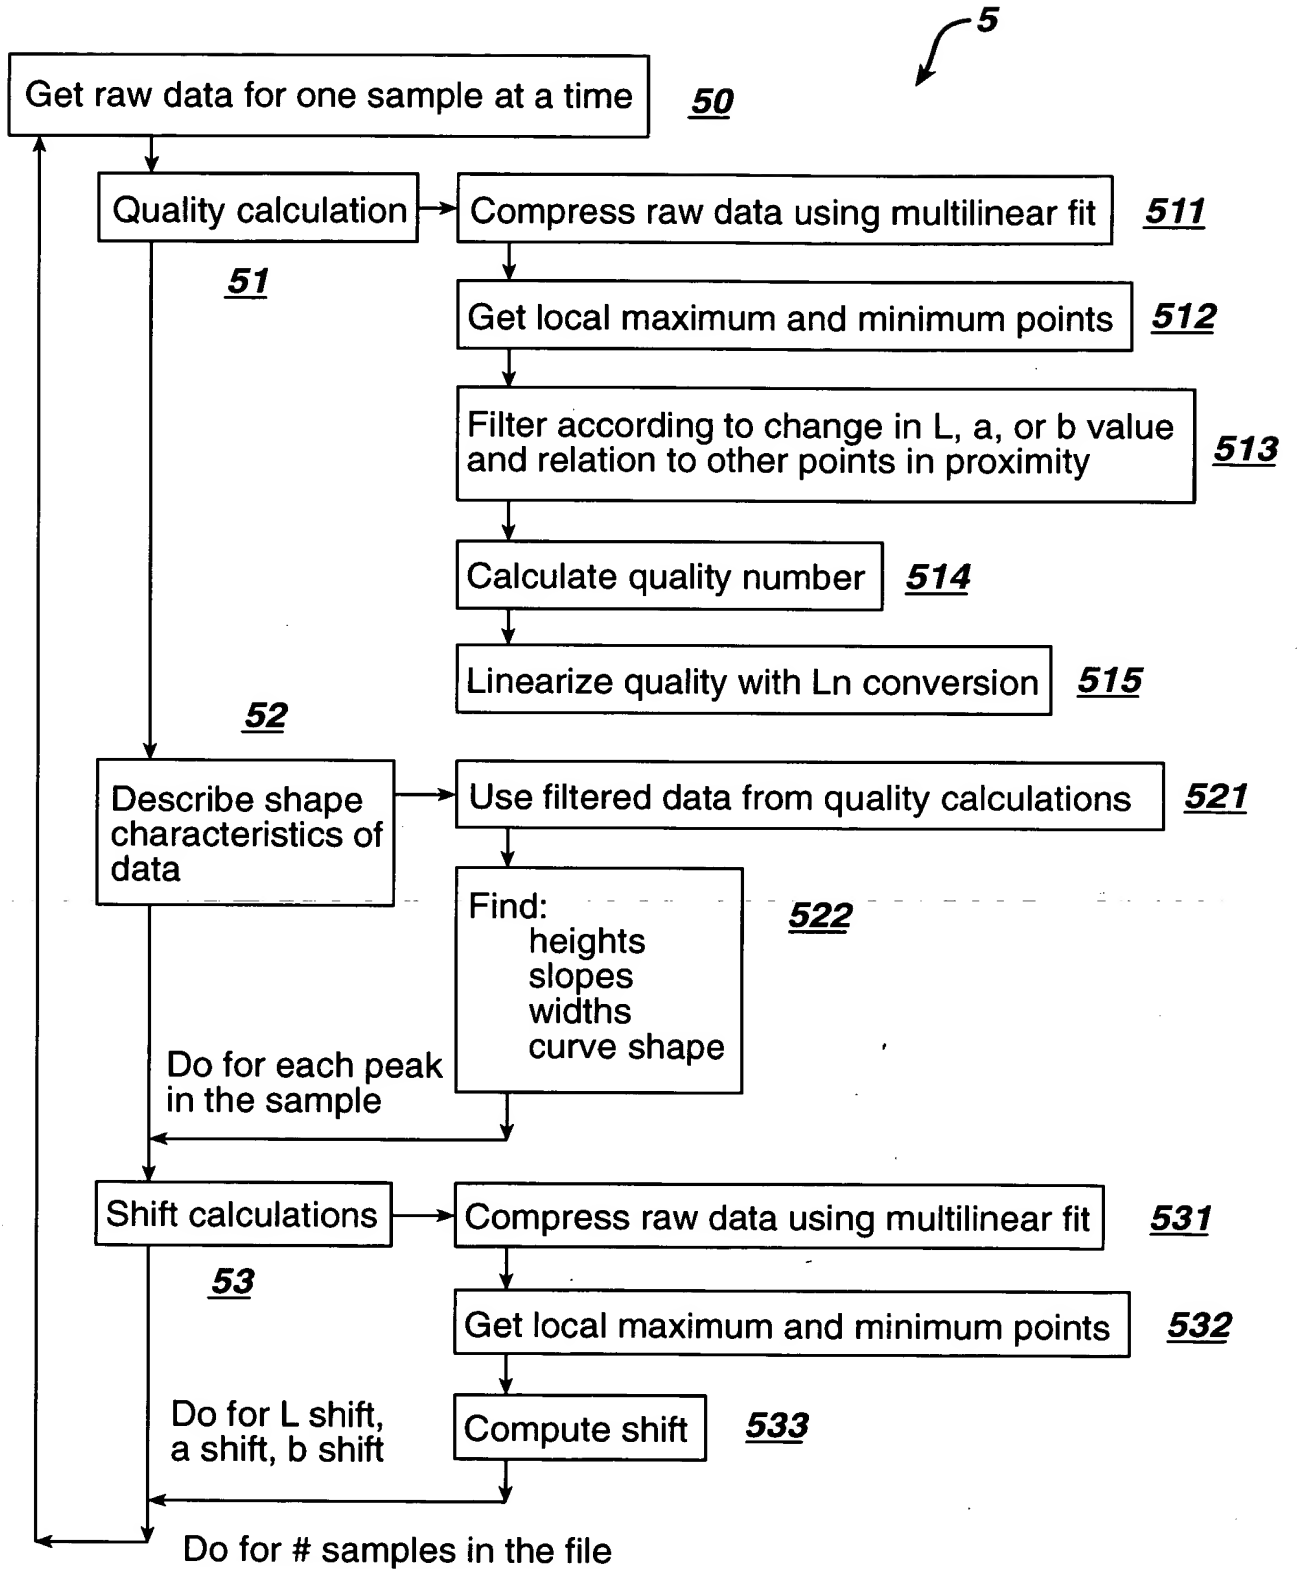 5
Get raw data for one sample at a time
50
Quality calculation
51
Compress raw data using multilinear fit
511
Get local maximum and minimum points
512
Filter according to change in L, a, or b value
and relation to other points in proximity
513
Calculate quality number
514
Linearize quality with Ln conversion
515
52
Describe shape
characteristics of
data
Use filtered data from quality calculations
521
Find:
heights
slopes
widths
curve shape
522
Do for each peak
in the sample
Shift calculations
53
Compress raw data using multilinear fit
531
Get local maximum and minimum points
532
Compute shift
533
Do for L shift,
a shift, b shift
Do for # samples in the file